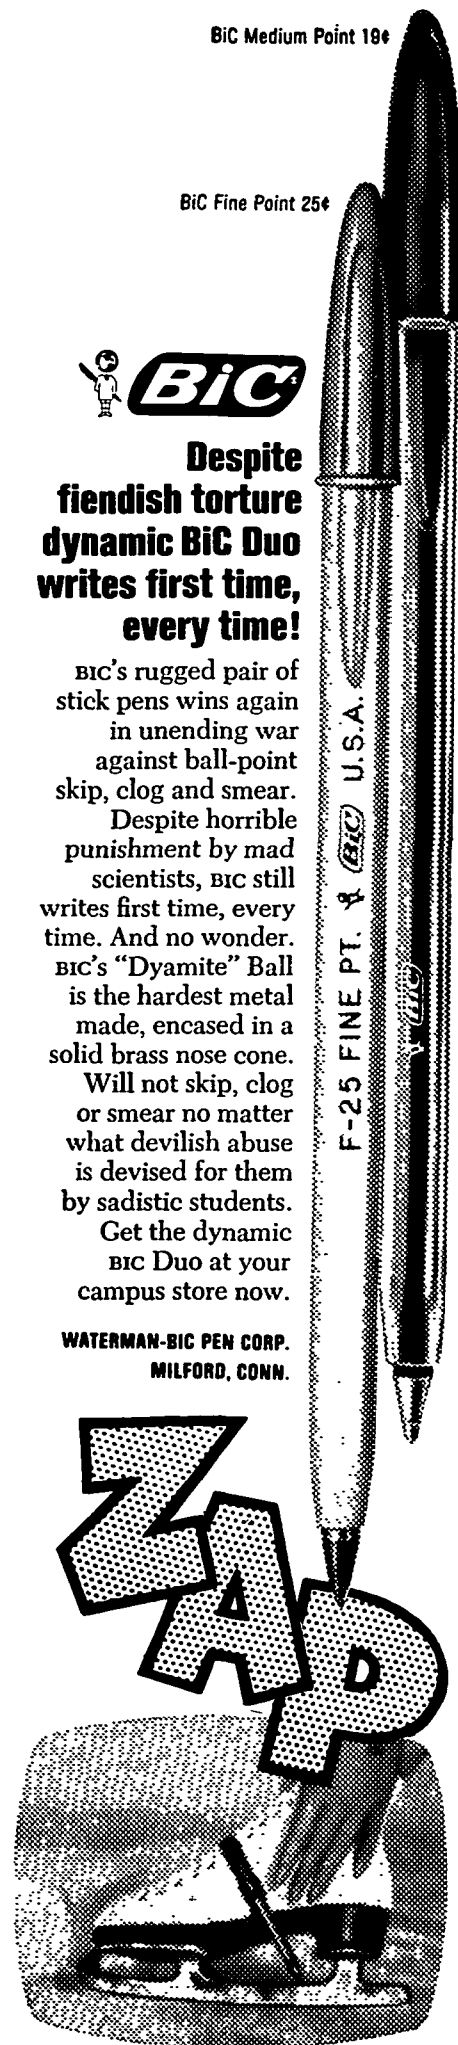 BiC Medium Point 19¢
BiC Fine Point 25¢
BiC
Despite
fiendish torture
dynamic BiC Duo
writes first time,
every time!
BIC's rugged pair of
stick pens wins again
in unending war
against ball-point
skip, clog and smear.
Despite horrible
punishment by mad
scientists, BIC still
writes first time, every
time. And no wonder.
BIC's “Dyamite” Ball
is the hardest metal
made, encased in a
solid brass nose cone.
Will not skip, clog
or smear no matter
what devilish abuse
is devised for them
by sadistic students.
Get the dynamic
BIC Duo at your
campus store now.
WATERMAN-BIC PEN CORP.
MILFORD, CONN.
F-25 FINE PT. BiC U.S.A.
BiC
ZAP